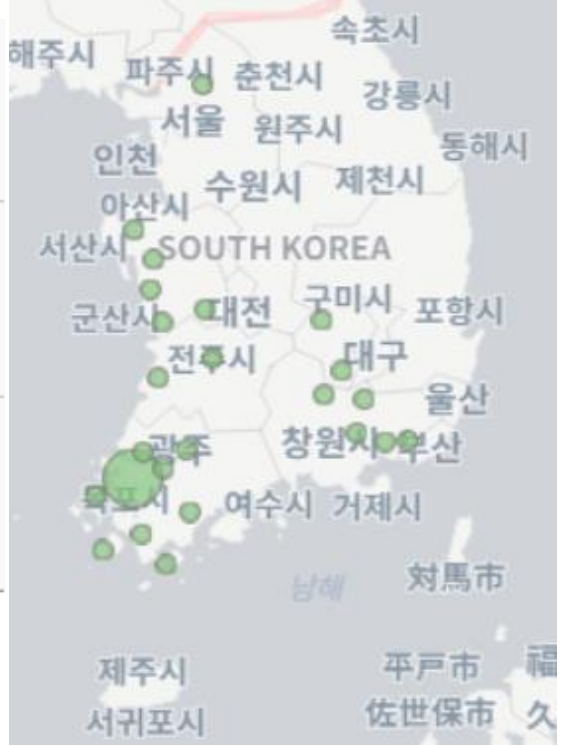 속초시
해주시
파주시
춘천시
강릉시
서울
원주시
동해시
인천
수원시
제천시
아산시
서산시
SOUTH KOREA
군산시
대전
구미시
포항시
전주시
대구
울산
광주
창원시
부산
목포시
여수시
거제시
남해
対馬市
제주시
平戸市
福
서귀포시
佐世保市
久